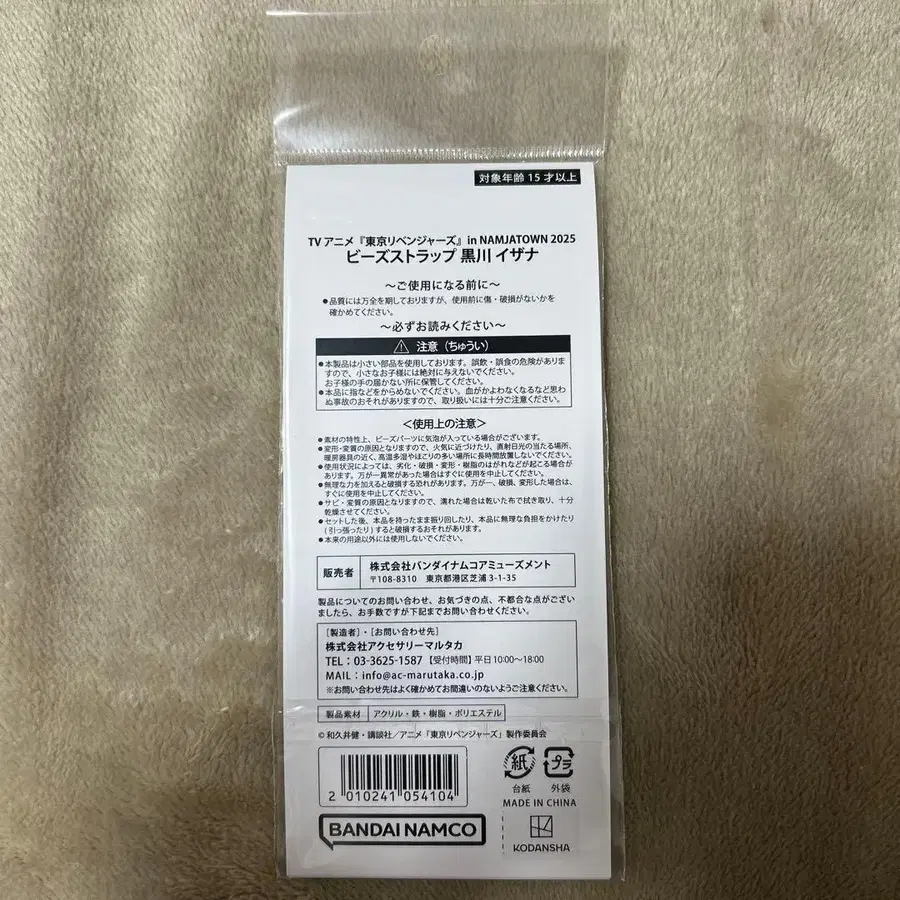 対象年齢 15 才以上
TV アニメ『東京リベンジャーズ』in NAMJATOWN 2025
ビーズストラップ 黒川 イザナ
～ご使用になる前に～
●品質には万全を期しておりますが、使用前に傷・破損がないかを
確かめてください。
～必ずお読みください～
注意（ちゅうい）
●本製品は小さい部品を使用しております。誤飲・誤食の危険がありま
すので、小さなお子様には絶対に与えないでください。
お子様の手の届かない所に保管してください。
●本品に指などをからめないでください。血がかよわなくなるなど思わ
ぬ事故のおそれがありますので、取り扱いには十分ご注意ください。
＜使用上の注意＞
●素材の特性上、ビーズパーツに気泡が入っている場合がございます。
●変形・変質の原因となりますので、火気に近づけたり、直射日光の当たる場所、
暖房器具の近く、高温多湿やほこりの多い場所に長時間放置しないでください。
●使用状況によっては、劣化・破損・変形・樹脂のはがれなどが起こる場合が
あります。万が一異常があった場合はすぐに使用を中止してください。
●無理な力を加えると破損する恐れがあります。万が一、破損、変形した場合は、
すぐに使用を中止してください。
●サビ・変質の原因となりますので、濡れた場合は乾いた布で拭き取り、十分
乾燥させてください。
●セットした後、本品を持ったまま振り回したり、本品に無理な負担をかけたり
(引っ張ったり)すると破損するおそれがあります。
●本来の用途以外には使用しないでください。
販売者 株式会社バンダイナムコアミューズメント
〒108-8310 東京都港区芝浦 3-1-35
製品についてのお問い合わせ、お気づきの点、不都合な点がござい
ましたら、お手数ですが下記までお問い合わせください。
［製造者］・［お問い合わせ先］
株式会社アクセサリーマルタカ
TEL：03-3625-1587 【受付時間】平日 10:00～18:00
MAIL：info@ac-marutaka.co.jp
※お問い合わせ先はよく確かめてお間違いのないようご注意ください。
製品素材 アクリル・鉄・樹脂・ポリエステル
© 和久井健・講談社／アニメ「東京リベンジャーズ」製作委員会
2 010241 054104
紙 プラ
台紙 外袋
MADE IN CHINA
BANDAI NAMCO
KODANSHA